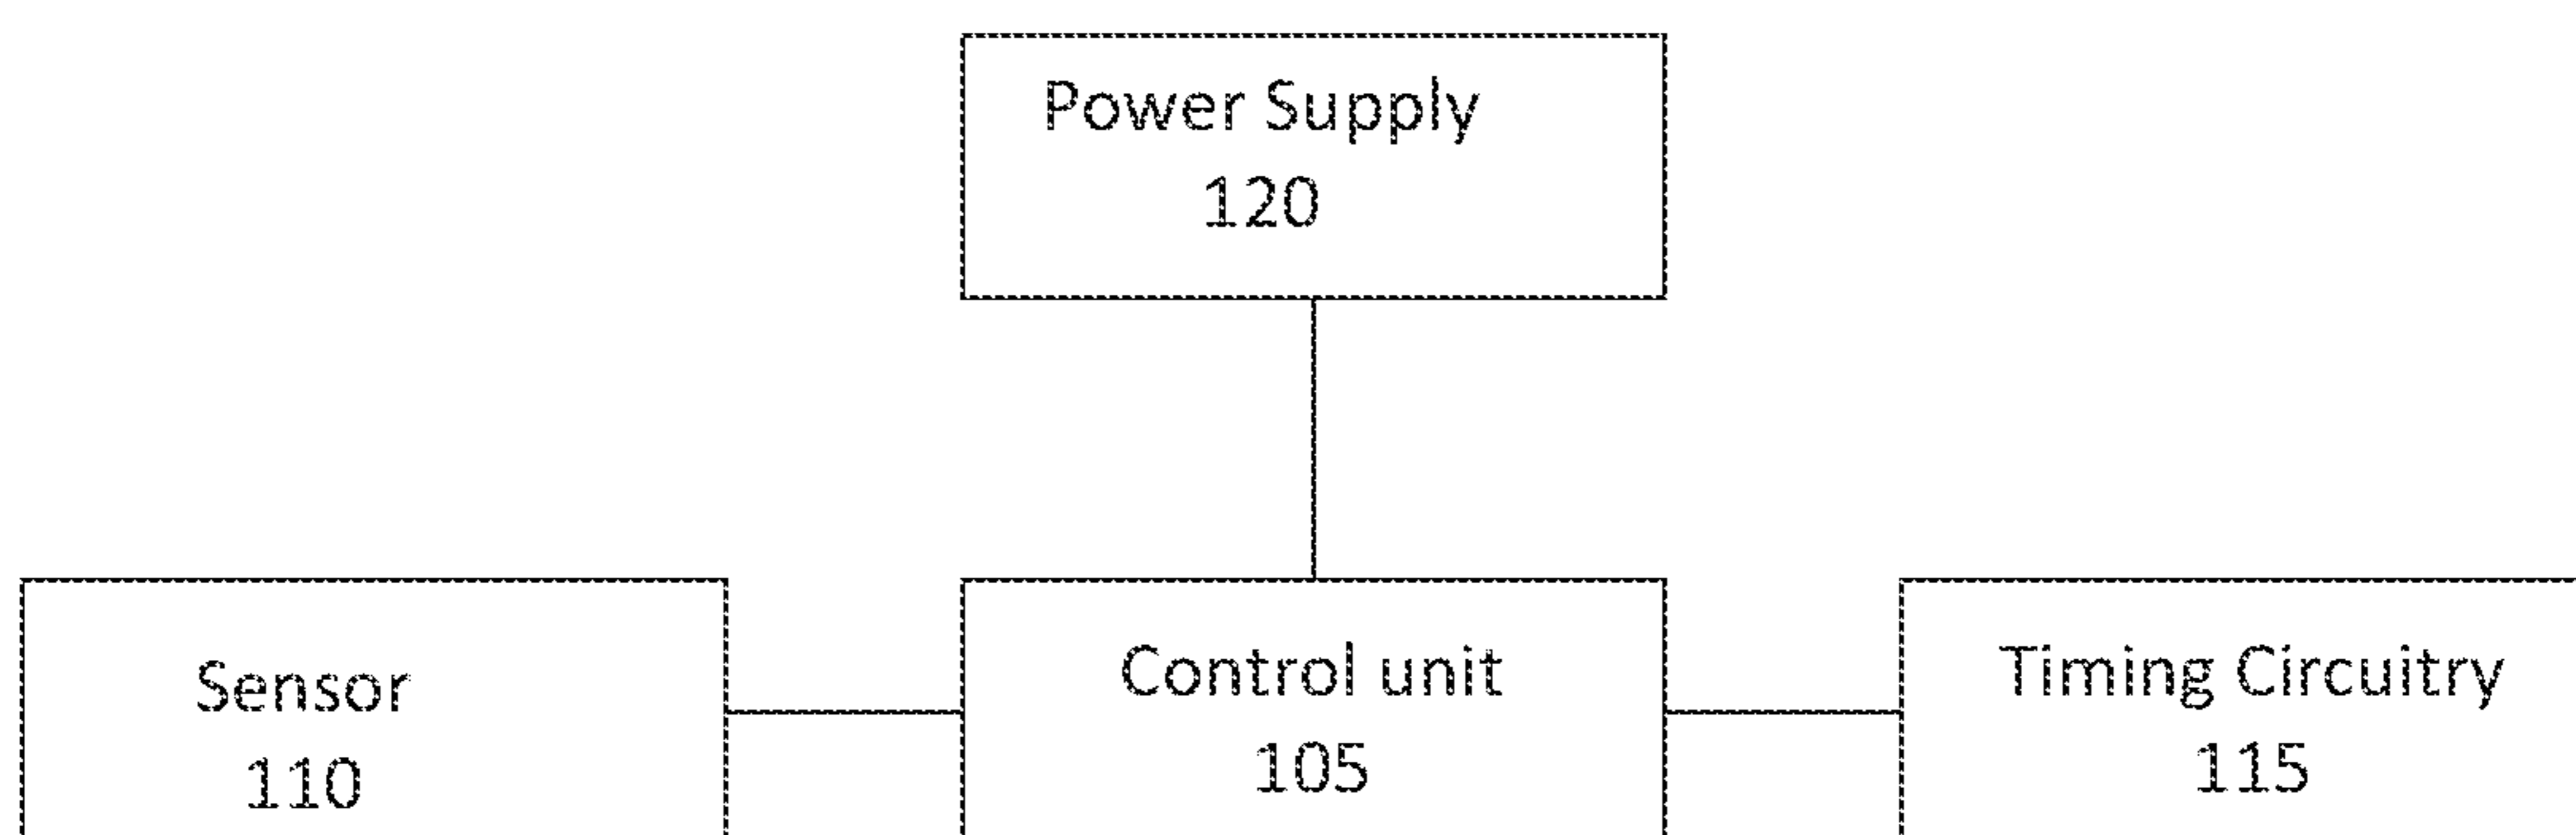 Power Supply
120
Sensor
110
Control unit
105
Timing Circuitry
115